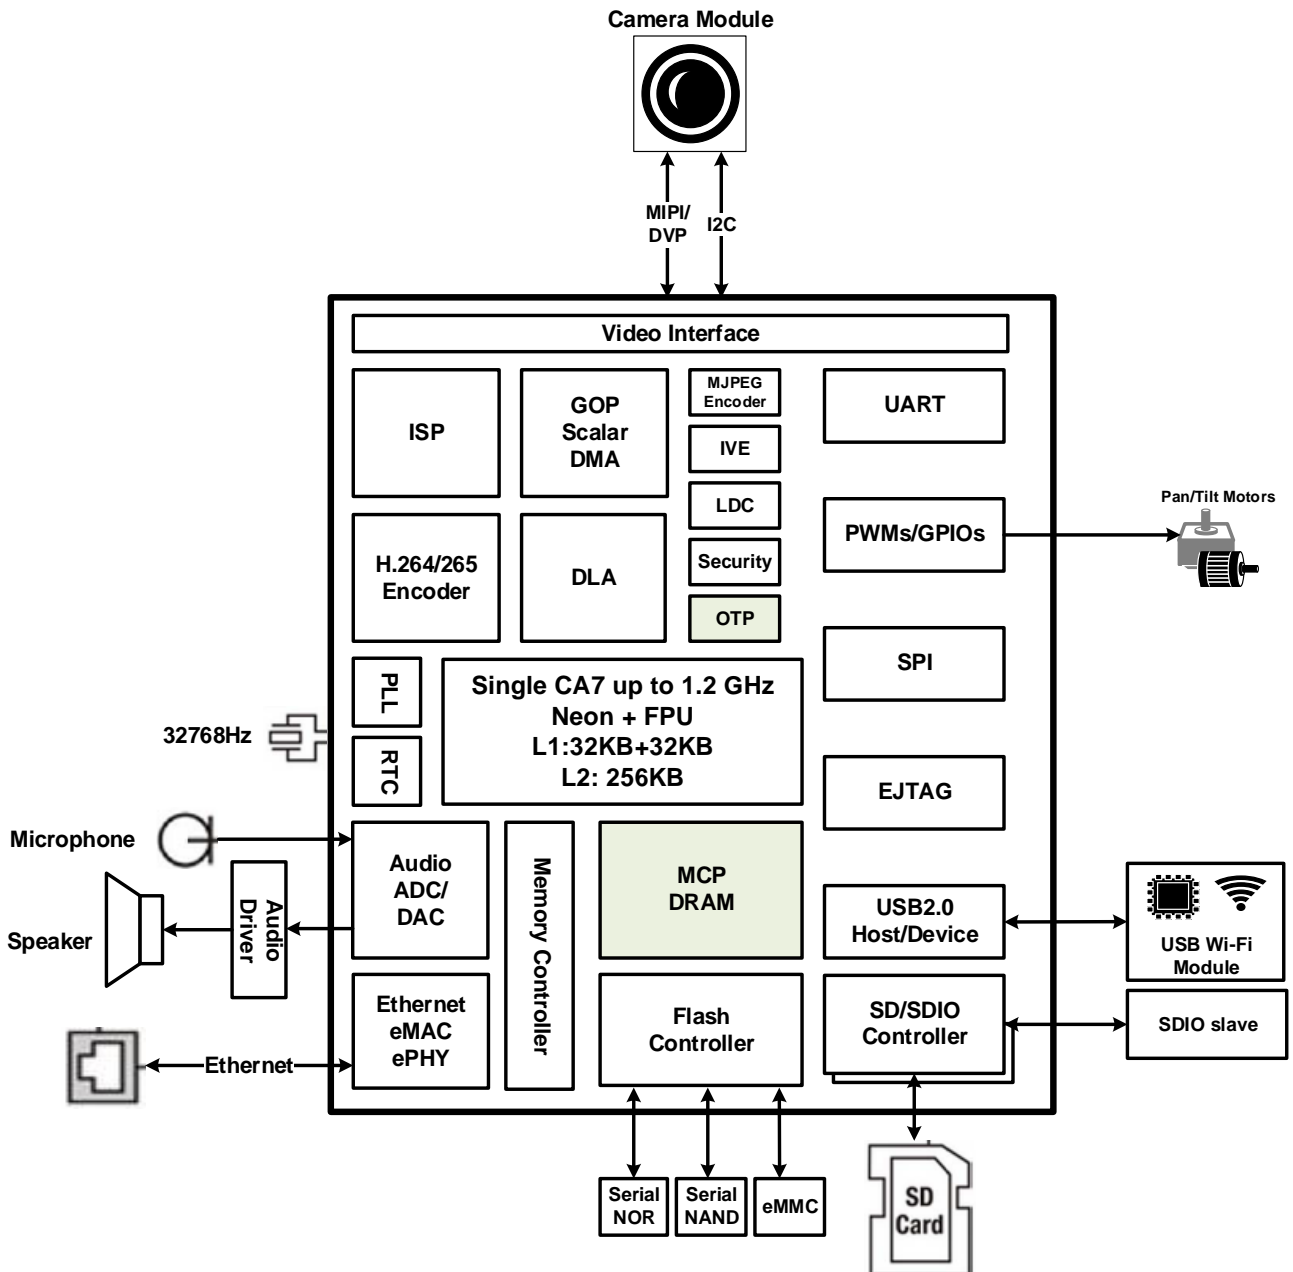 Camera Module
MIPI/
DVP
I2C
Video Interface
ISP
GOP
Scalar
DMA
MJPEG
Encoder
IVE
LDC
Security
OTP
UART
H.264/265
Encoder
DLA
PWMs/GPIOs
Pan/Tilt Motors
SPI
PLL
RTC
32768Hz
Single CA7 up to 1.2 GHz
Neon + FPU
L1:32KB+32KB
L2: 256KB
EJTAG
Microphone
Speaker
Audio
Driver
Audio
ADC/
DAC
Memory Controller
MCP
DRAM
USB2.0
Host/Device
USB Wi-Fi
Module
Ethernet
Ethernet
eMAC
ePHY
Flash
Controller
SD/SDIO
Controller
SDIO slave
Serial
NOR
Serial
NAND
eMMC
SD
Card